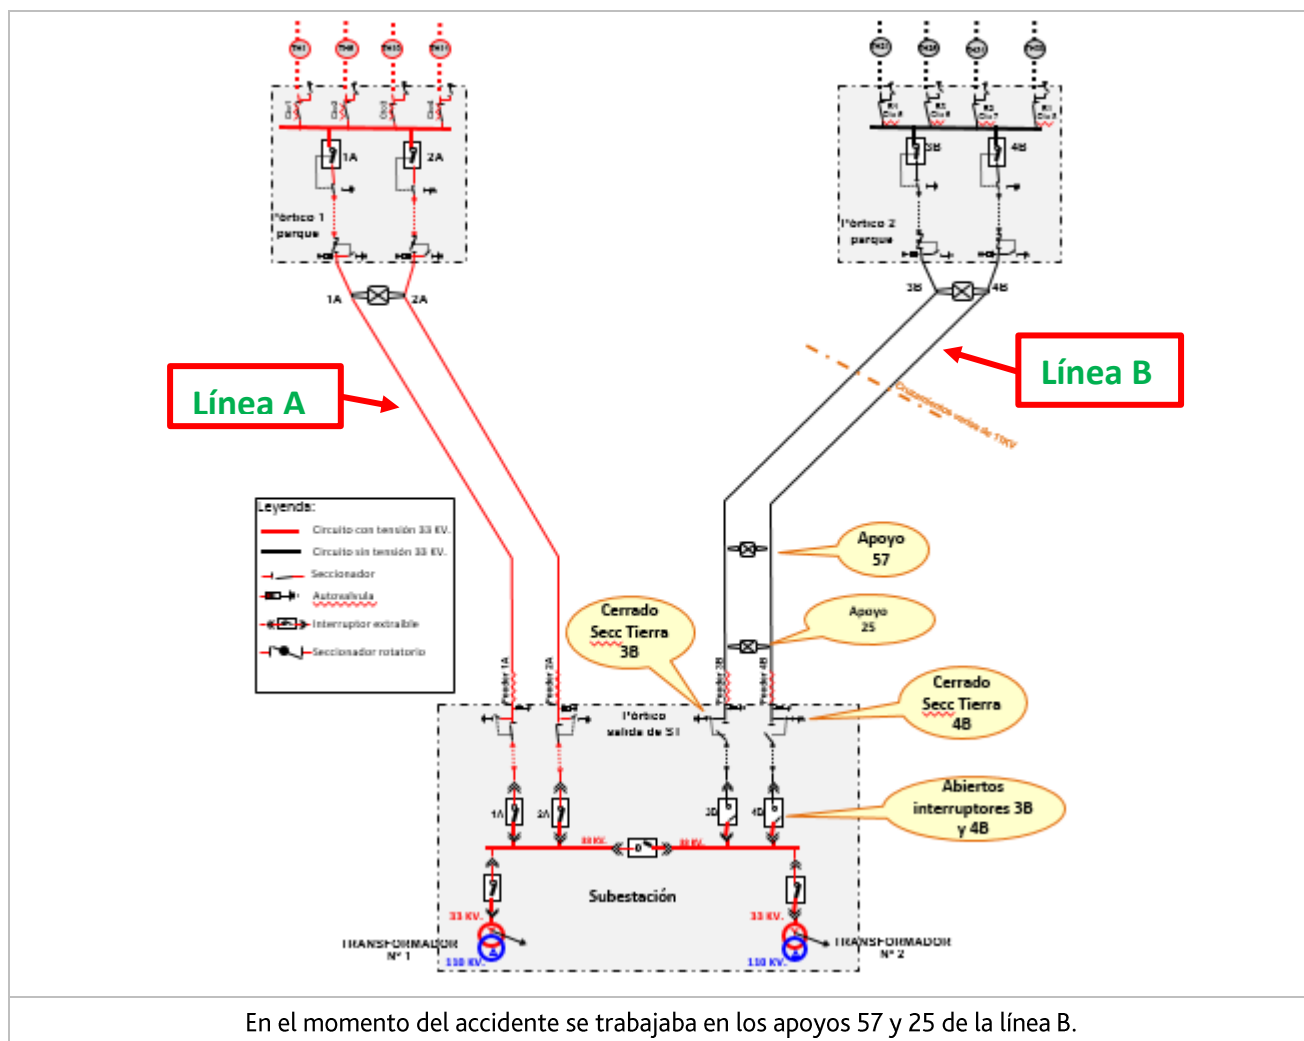 1A
2A
Pórtico 1
parque
1A
2A
3B
4B
Pórtico 2
parque
3B
4B
Línea A
Línea B
Cruzamientos varios de 11KV
Leyenda:
Circuito con tensión 33 KV.
Circuito sin tensión 33 KV.
Seccionador
Autovalvula
Interruptor extraíble
Seccionador rotatorio
Apoyo
57
Apoyo
25
Cerrado
Secc Tierra
3B
Cerrado
Secc Tierra
4B
Feeder 1A
Feeder 2A
Feeder 3B
Feeder 4B
Pórtico
salida de ST
1A
2A
3B
4B
Abiertos
interruptores 3B
y 4B
33 KV.
33 KV.
Subestación
33 KV.
33 KV.
TRANSFORMADOR
Nº 1
110 KV.
110 KV.
TRANSFORMADOR
Nº 2
En el momento del accidente se trabajaba en los apoyos 57 y 25 de la línea B.